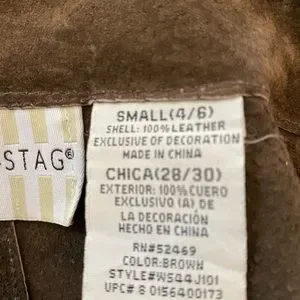 STAG®
SMALL(4/6)
SHELL: 100% LEATHER
EXCLUSIVE OF DECORATION
MADE IN CHINA
CHICA(28/30)
EXTERIOR: 100% CUERO
EXCLUSIVO (A) DE
LA DECORACIÓN
HECHO EN CHINA
RN#52469
COLOR:BROWN
STYLE#WS44J101
UPC# 8 0156400173